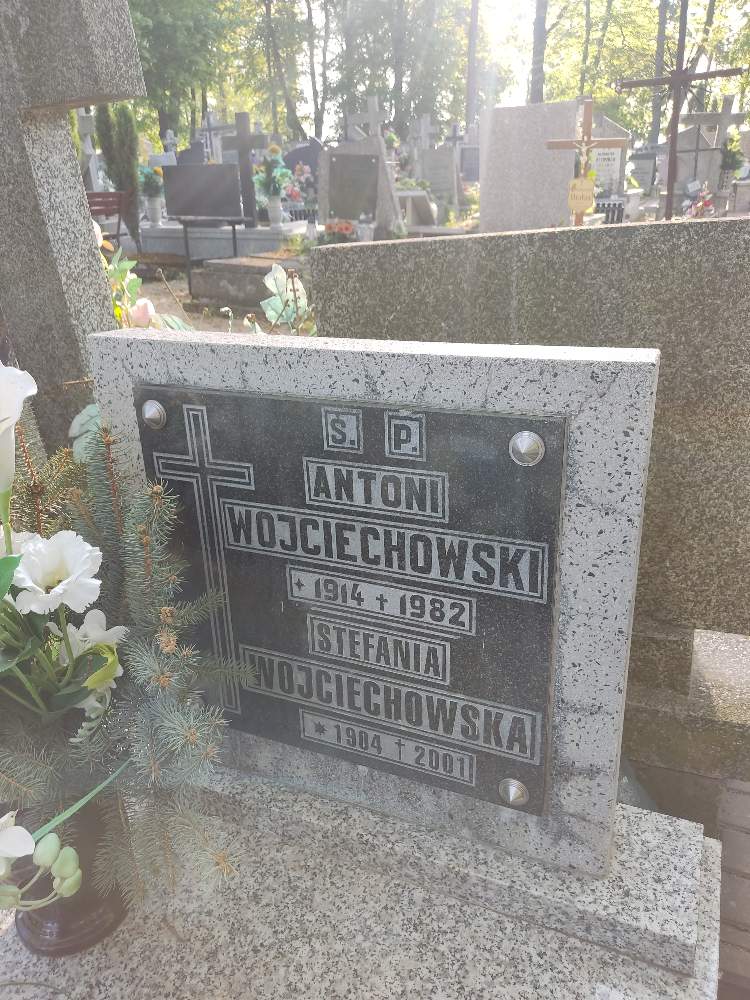 Ś. P.
ANTONI
WOJCIECHOWSKI
* 1914 † 1982
STEFANIA
WOJCIECHOWSKA
* 1904 † 2001